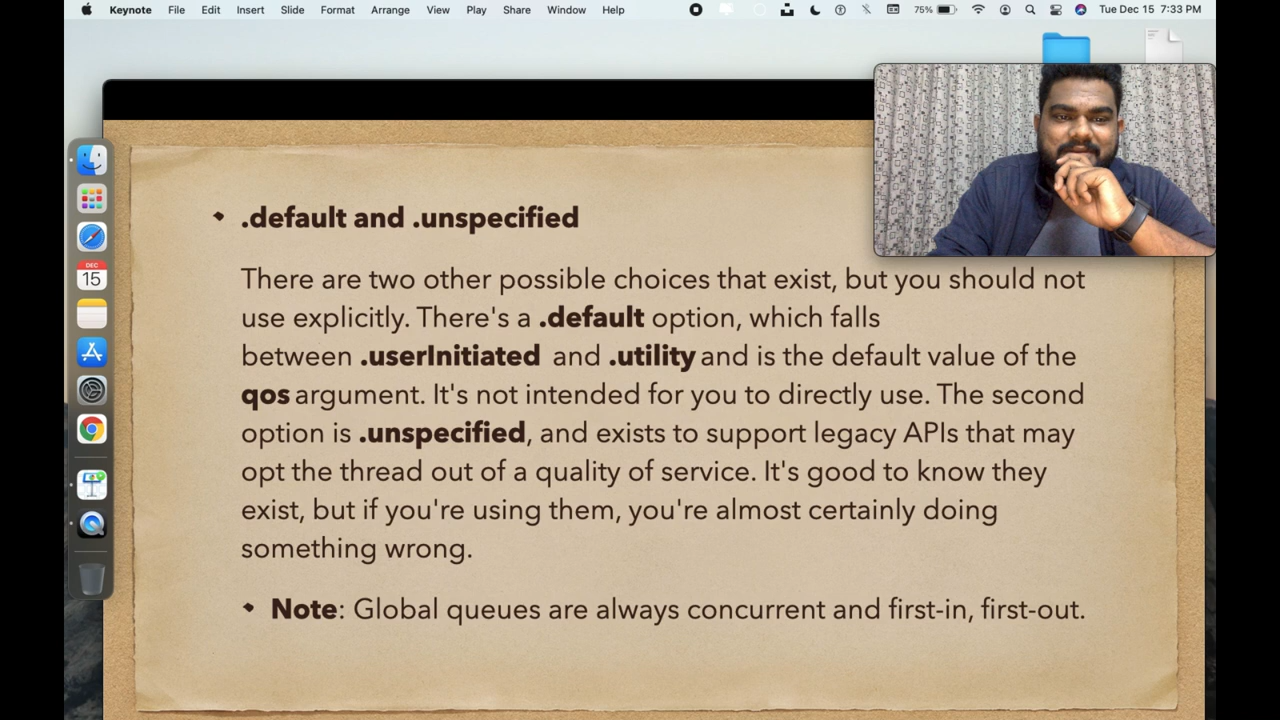 Keynote File Edit Insert Slide Format Arrange View Play Share Window Help 75% Tue Dec 15 7:33 PM
.default and .unspecified
There are two other possible choices that exist, but you should not
use explicitly. There's a .default option, which falls
between .userInitiated and .utility and is the default value of the
qos argument. It's not intended for you to directly use. The second
option is .unspecified, and exists to support legacy APIs that may
opt the thread out of a quality of service. It's good to know they
exist, but if you're using them, you're almost certainly doing
something wrong.
Note: Global queues are always concurrent and first-in, first-out.
DEC
15